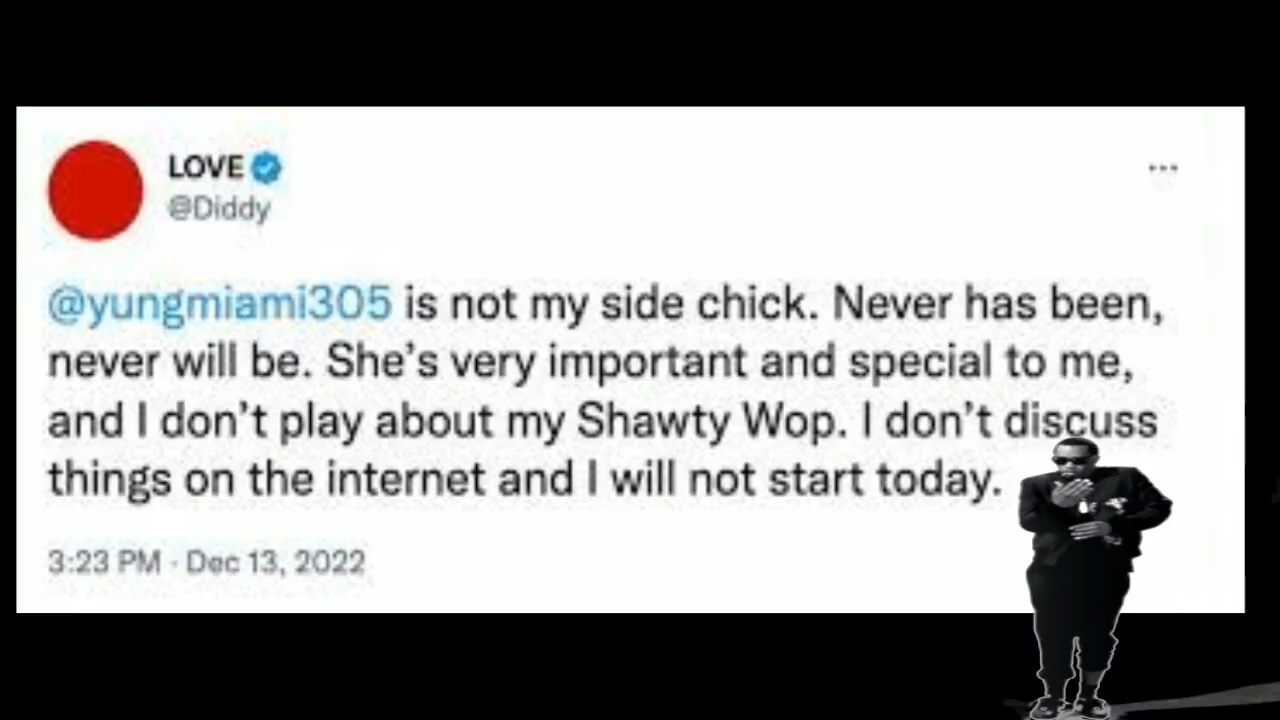 LOVE
@Diddy
@yungmiami305 is not my side chick. Never has been,
never will be. She's very important and special to me,
and I don't play about my Shawty Wop. I don't discuss
things on the internet and I will not start today.
3:23 PM · Dec 13, 2022